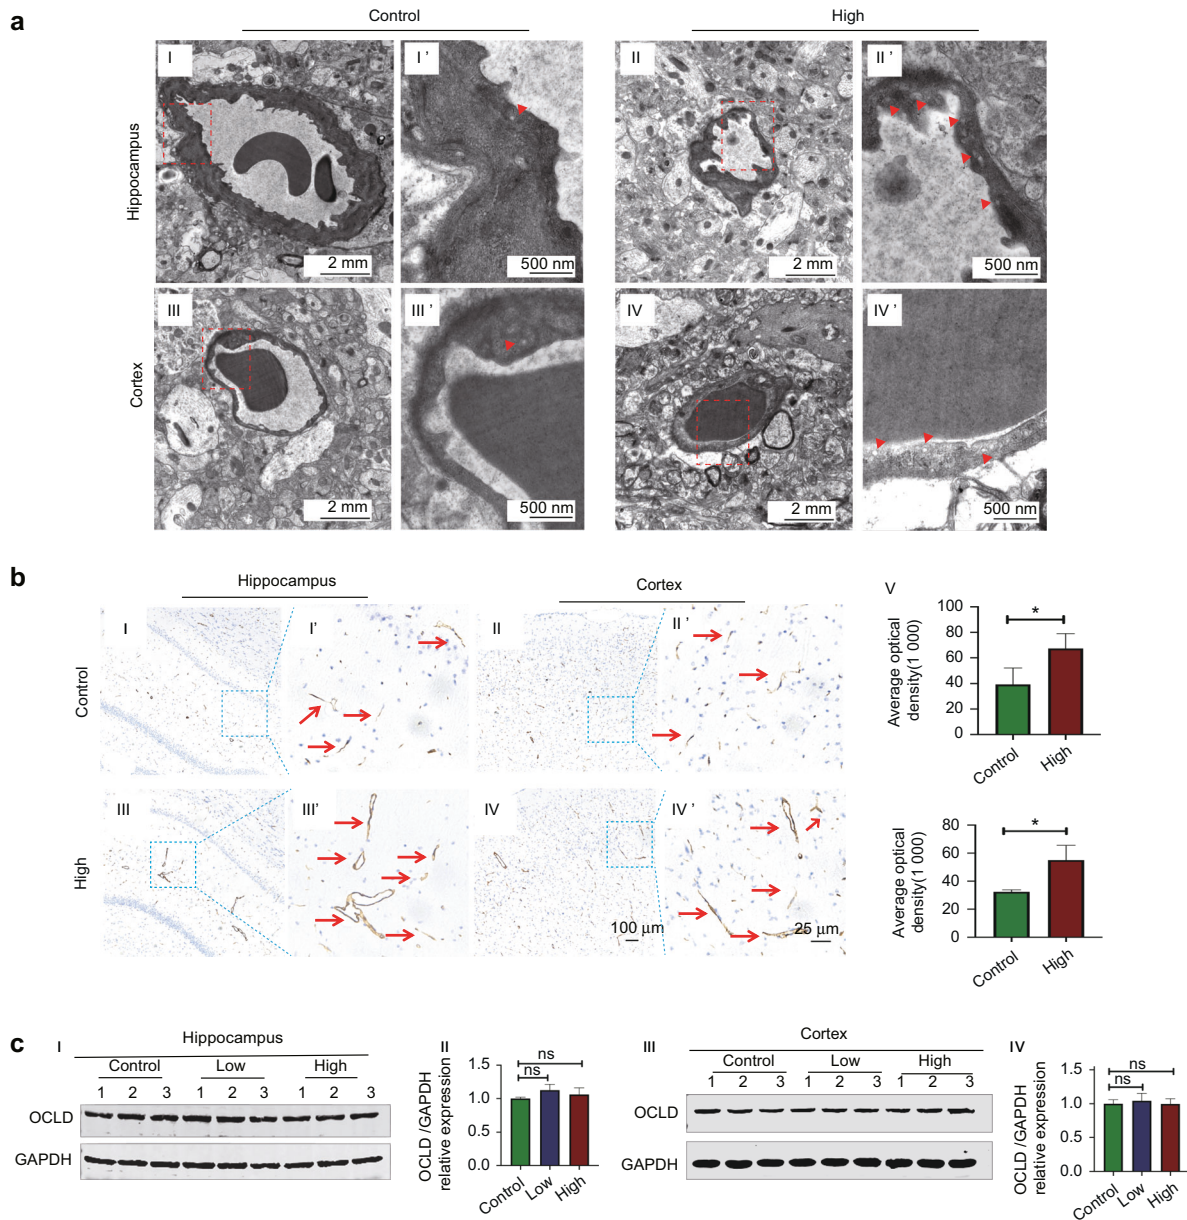 a
Control
High
Hippocampus
I
I '
II
II '
2 mm
500 nm
2 mm
500 nm
Cortex
III
III '
IV
IV '
2 mm
500 nm
2 mm
500 nm
b
Hippocampus
Cortex
Control
I
I'
II
II '
High
III
III'
IV
IV '
100 µm
25 µm
V
Average optical
density(1 000)
100
80
60
40
20
0
*
Control
High
Average optical
density(1 000)
80
60
40
20
0
*
Control
High
c
I
Hippocampus
Control Low High
1 2 3 1 2 3 1 2 3
OCLD
GAPDH
II
OCLD /GAPDH
relative expression
1.5
1.0
0.5
0.0
ns
ns
Control
Low
High
III
Cortex
Control Low High
1 2 3 1 2 3 1 2 3
OCLD
GAPDH
IV
OCLD /GAPDH
relative expression
1.5
1.0
0.5
0.0
ns
ns
Control
Low
High